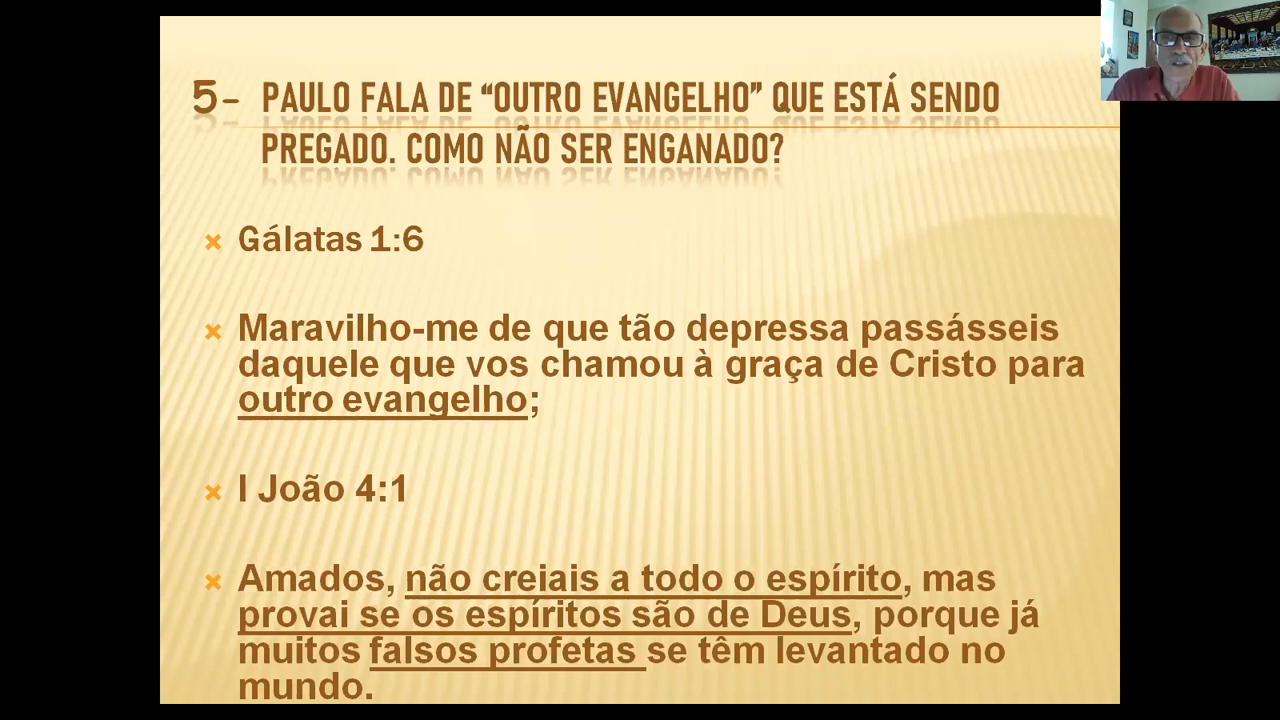 5- PAULO FALA DE “OUTRO EVANGELHO” QUE ESTÁ SENDO
PREGADO. COMO NÃO SER ENGANADO?
Gálatas 1:6
Maravilho-me de que tão depressa passásseis
daquele que vos chamou à graça de Cristo para
outro evangelho;
I João 4:1
Amados, não creiais a todo o espírito, mas
provai se os espíritos são de Deus, porque já
muitos falsos profetas se têm levantado no
mundo.